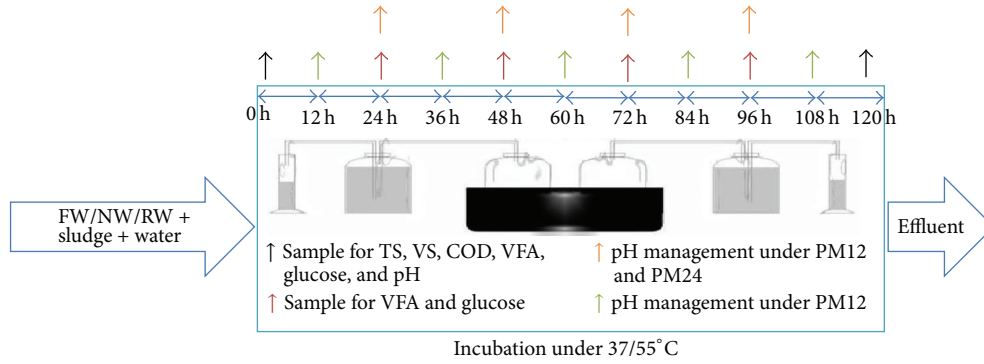 0 h 12 h 24 h 36 h 48 h 60 h 72 h 84 h 96 h 108 h 120 h
FW/NW/RW +
sludge + water
Effluent
↑ Sample for TS, VS, COD, VFA,
glucose, and pH
↑ Sample for VFA and glucose
↑ pH management under PM12
and PM24
↑ pH management under PM12
Incubation under 37/55°C